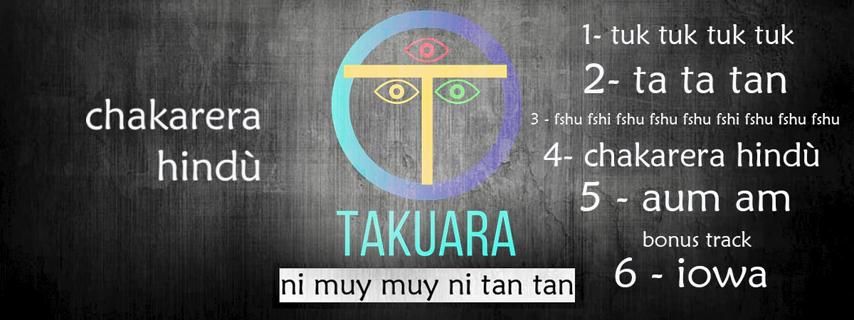 chakarera
hindù
TAKUARA
ni muy muy ni tan tan
1- tuk tuk tuk tuk
2- ta ta tan
3 - fshu fshi fshu fshu fshu fshi fshu fshu fshu
4- chakarera hindù
5 - aum am
bonus track
6 - iowa